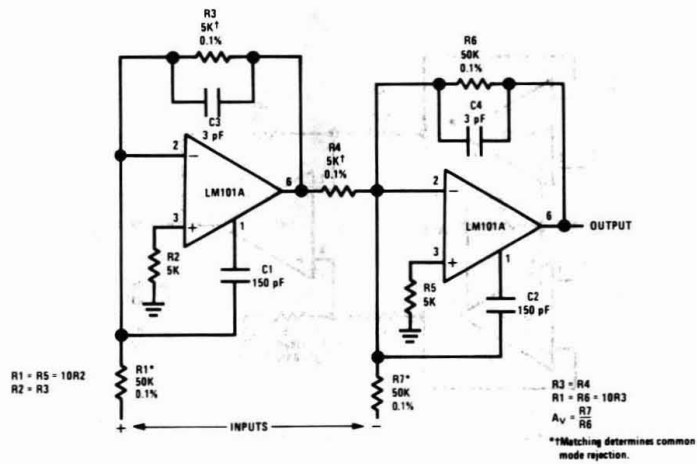 R3
5K†
0.1%
C3
3 pF
2
LM101A
6
3
1
R2
5K
C1
150 pF
R4
5K†
0.1%
R6
50K
0.1%
C4
3 pF
2
LM101A
6
OUTPUT
3
1
R5
5K
C2
150 pF
R1 = R5 = 10R2
R2 = R3
R1*
50K
0.1%
+ INPUTS −
R7*
50K
0.1%
R3 = R4
R1 = R6 = 10R3
AV = R7/R6
*†Matching determines common
mode rejection.